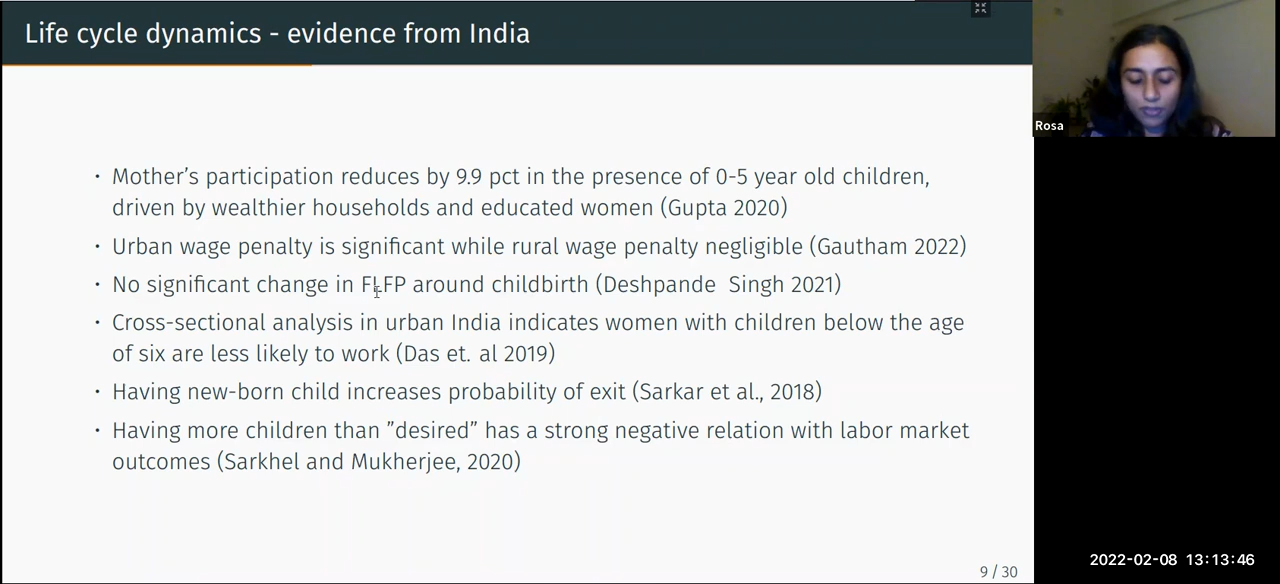 Life cycle dynamics - evidence from India
Rosa
• Mother’s participation reduces by 9.9 pct in the presence of 0-5 year old children,
driven by wealthier households and educated women (Gupta 2020)
• Urban wage penalty is significant while rural wage penalty negligible (Gautham 2022)
• No significant change in FLFP around childbirth (Deshpande Singh 2021)
• Cross-sectional analysis in urban India indicates women with children below the age
of six are less likely to work (Das et. al 2019)
• Having new-born child increases probability of exit (Sarkar et al., 2018)
• Having more children than ”desired” has a strong negative relation with labor market
outcomes (Sarkhel and Mukherjee, 2020)
9 / 30
2022-02-08 13:13:46